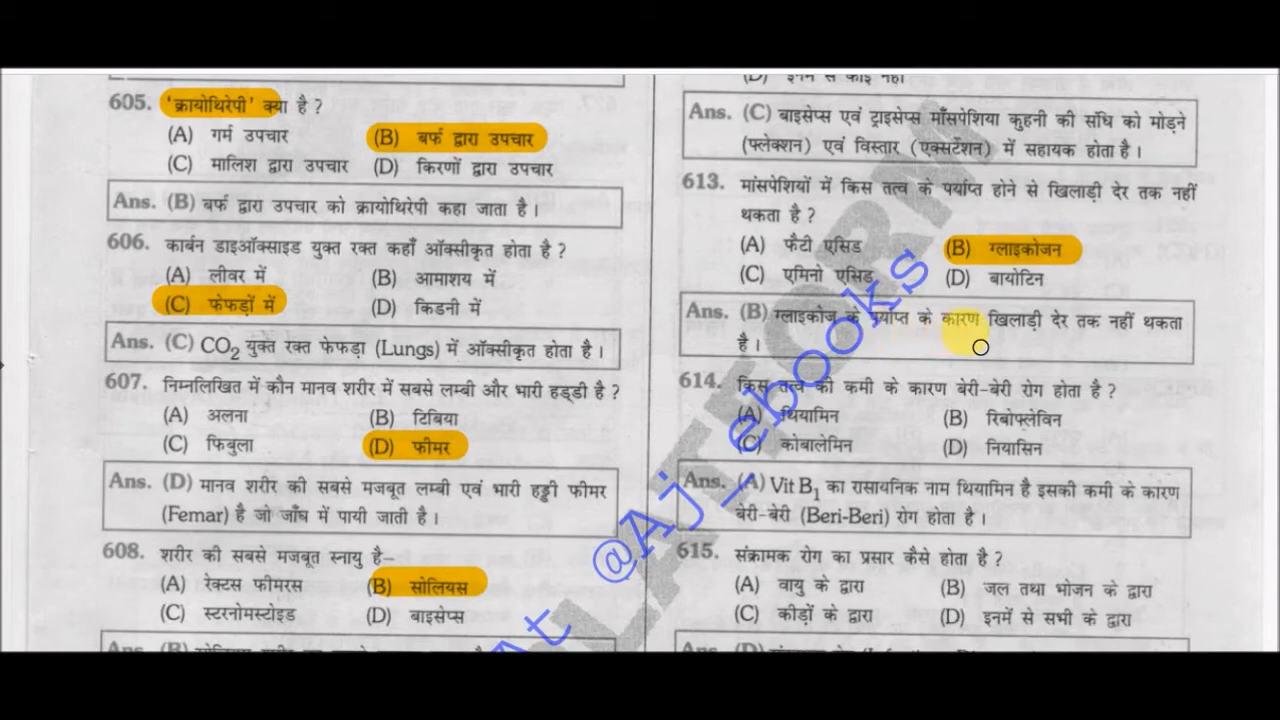 605. 'क्रायोथिरेपी' क्या है ?
(A) गर्म उपचार (B) बर्फ द्वारा उपचार
(C) मालिश द्वारा उपचार (D) किरणों द्वारा उपचार
Ans. (B) बर्फ द्वारा उपचार को क्रायोथिरेपी कहा जाता है।
606. कार्बन डाइऑक्साइड युक्त रक्त कहाँ ऑक्सीकृत होता है ?
(A) लीवर में (B) आमाशय में
(C) फेफड़ों में (D) किडनी में
Ans. (C) CO2 युक्त रक्त फेफड़ा (Lungs) में ऑक्सीकृत होता है।
607. निम्नलिखित में कौन मानव शरीर में सबसे लम्बी और भारी हड्डी है ?
(A) अलना (B) टिबिया
(C) फिबुला (D) फीमर
Ans. (D) मानव शरीर की सबसे मजबूत लम्बी एवं भारी हड्डी फीमर
(Femar) है जो जाँघ में पायी जाती है।
608. शरीर की सबसे मजबूत स्नायु है–
(A) रेक्टस फीमरस (B) सोलियस
(C) स्टरनोमस्टोइड (D) बाइसेप्स
(D) इनमें से कोई नहीं
Ans. (C) बाइसेप्स एवं ट्राइसेप्स माँसपेशिया कुहनी की संधि को मोड़ने
(फ्लेक्शन) एवं विस्तार (एक्सर्टेंशन) में सहायक होता है।
613. मांसपेशियों में किस तत्व के पर्याप्त होने से खिलाड़ी देर तक नहीं
थकता है ?
(A) फैटी एसिड (B) ग्लाइकोजन
(C) एमिनो एसिड (D) बायोटिन
Ans. (B) ग्लाइकोज के पर्याप्त के कारण खिलाड़ी देर तक नहीं थकता
है।
614. किस तत्व की कमी के कारण बेरी-बेरी रोग होता है ?
(A) थियामिन (B) रिबोफ्लेविन
(C) कोबालेमिन (D) नियासिन
Ans. (A) Vit B1 का रासायनिक नाम थियामिन है इसकी कमी के कारण
बेरी-बेरी (Beri-Beri) रोग होता है।
615. संक्रामक रोग का प्रसार कैसे होता है ?
(A) वायु के द्वारा (B) जल तथा भोजन के द्वारा
(C) कीड़ों के द्वारा (D) इनमें से सभी के द्वारा
At @Aj_ebooks